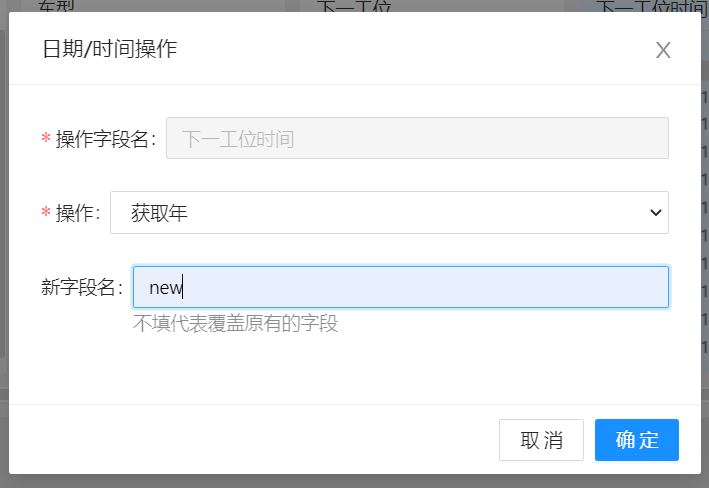 车型 下一工位 下一工位时间
日期/时间操作 X
* 操作字段名： 下一工位时间
* 操作： 获取年
新字段名： new
不填代表覆盖原有的字段
取 消 确 定